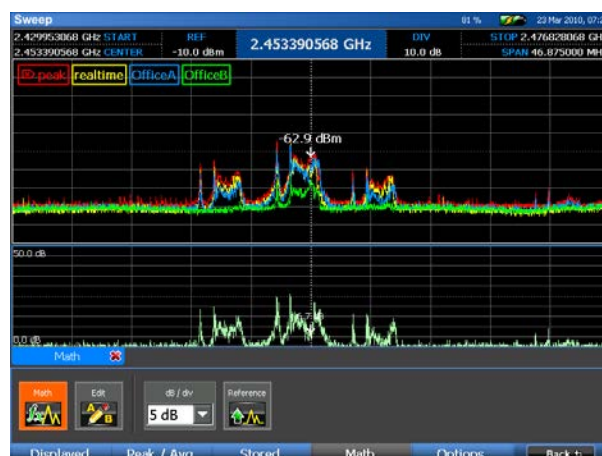 Sweep 01 % 23 Mar 2010, 07:2
2.429953068 GHz START REF 2.453390568 GHz DIV STOP 2.476828068 GH
2.453390568 GHz CENTER -10.0 dBm 10.0 dB SPAN 46.875000 MH
peak realtime OfficeA OfficeB
-62.9 dBm
50.0 dB
0.0 dB
Math
Math Edit dB / div Reference
5 dB
Displayed Peak / Avg Stored Math Options Back